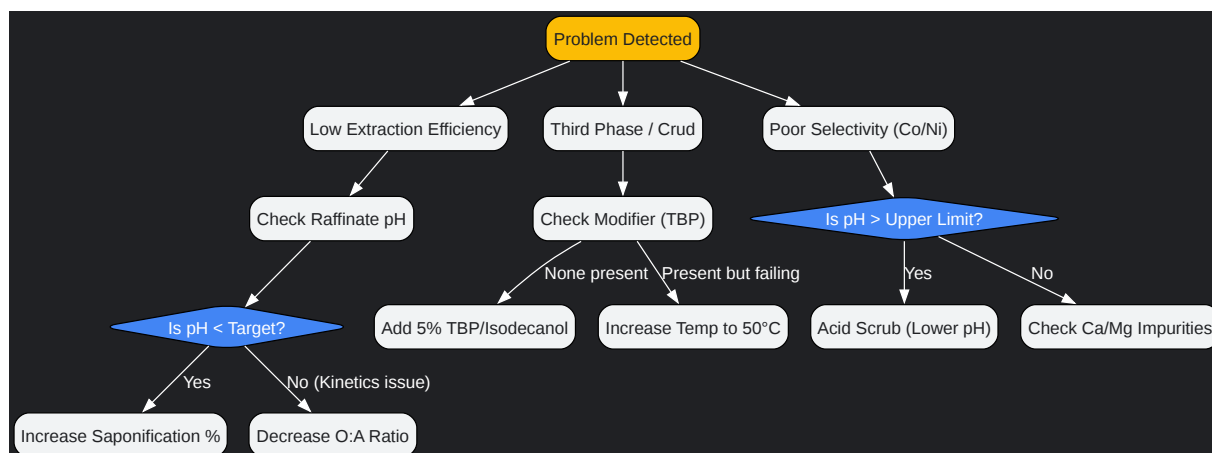 Problem Detected
Low Extraction Efficiency
Third Phase / Crud
Poor Selectivity (Co/Ni)
Check Raffinate pH
Check Modifier (TBP)
Is pH > Upper Limit?
None present
Present but failing
Yes
No
Is pH < Target?
Add 5% TBP/Isodecanol
Increase Temp to 50°C
Acid Scrub (Lower pH)
Check Ca/Mg Impurities
Yes
No (Kinetics issue)
Increase Saponification %
Decrease O:A Ratio